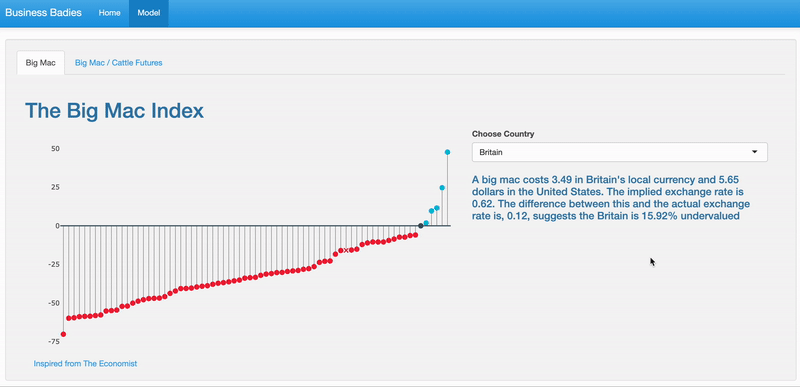 Business Badies Home Model
Big Mac Big Mac / Cattle Futures
The Big Mac Index
Choose Country
Britain
A big mac costs 3.49 in Britain's local currency and 5.65
dollars in the United States. The implied exchange rate is
0.62. The difference between this and the actual exchange
rate is, 0.12, suggests the Britain is 15.92% undervalued
50
25
0
-25
-50
-75
Inspired from The Economist